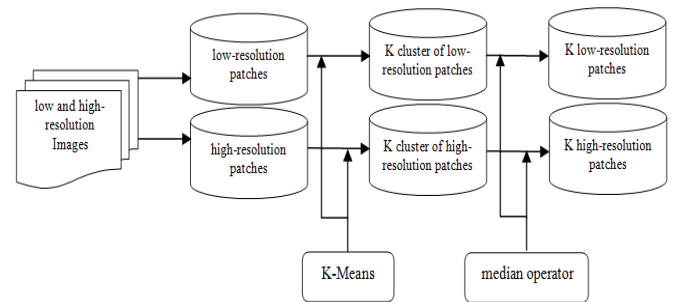 low and high-
resolution
Images
low-resolution
patches
high-resolution
patches
K cluster of low-
resolution patches
K cluster of high-
resolution patches
K low-resolution
patches
K high-resolution
patches
K-Means
median operator